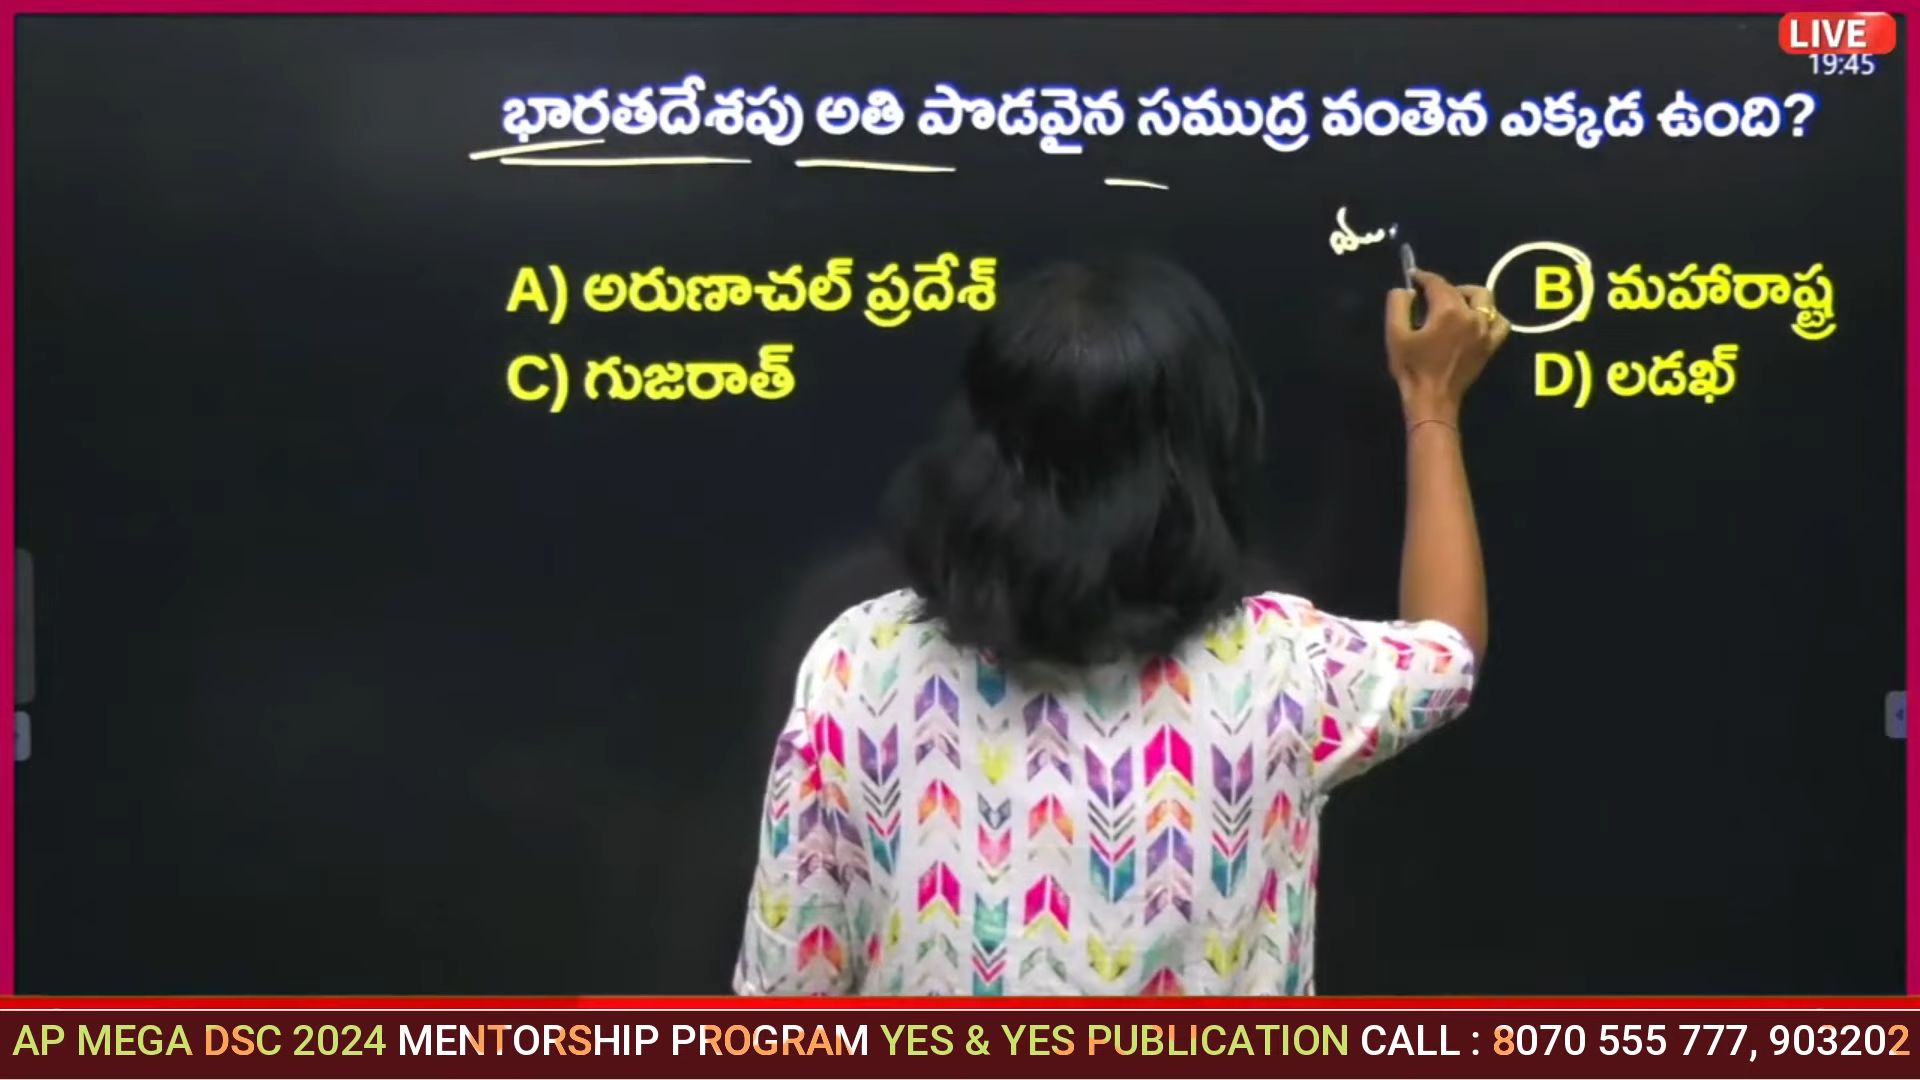 LIVE
19:45
భారతదేశపు అతి పొడవైన సముద్ర వంతెన ఎక్కడ ఉంది?
ము
A) అరుణాచల్ ప్రదేశ్
B) మహారాష్ట్ర
C) గుజరాత్
D) లడఖ్
AP MEGA DSC 2024 MENTORSHIP PROGRAM YES & YES PUBLICATION CALL : 8070 555 777, 903202